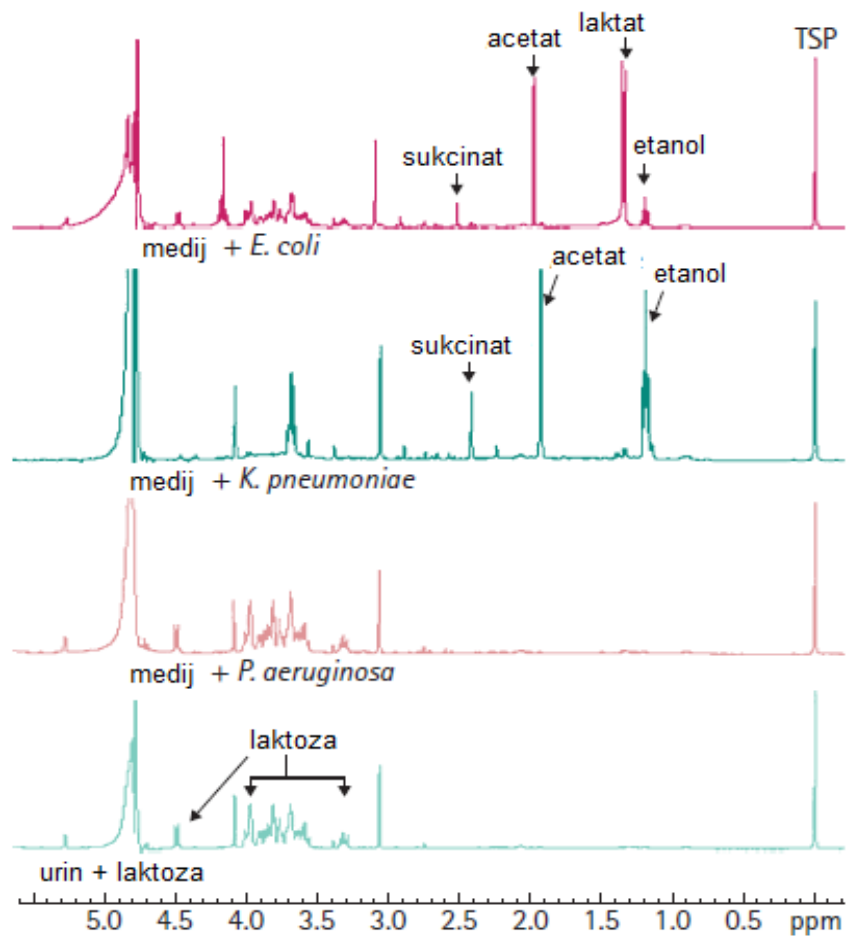 laktat
acetat
TSP
etanol
sukcinat
medij + E. coli
acetat
etanol
sukcinat
medij + K. pneumoniae
medij + P. aeruginosa
laktoza
urin + laktoza
5.0 4.5 4.0 3.5 3.0 2.5 2.0 1.5 1.0 0.5 ppm